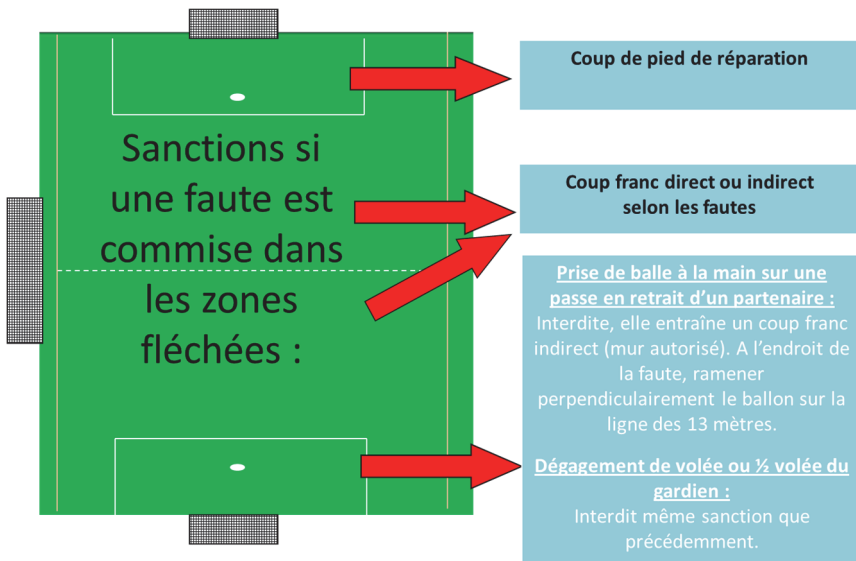 Sanctions si
une faute est
commise dans
les zones
fléchées :
Coup de pied de réparation
Coup franc direct ou indirect
selon les fautes
Prise de balle à la main sur une
passe en retrait d’un partenaire :
Interdite, elle entraîne un coup franc
indirect (mur autorisé). A l’endroit de
la faute, ramener
perpendiculairement le ballon sur la
ligne des 13 mètres.
Dégagement de volée ou ½ volée du
gardien :
Interdit même sanction que
précédemment.